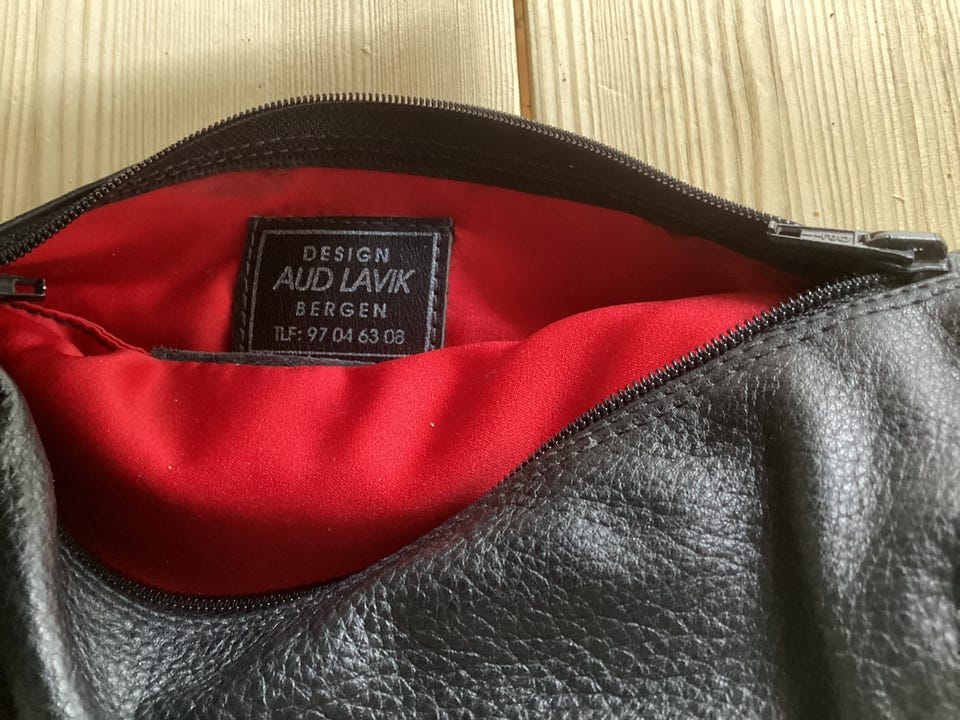 DESIGN
AUD LAVIK
BERGEN
TLF: 97 04 63 08